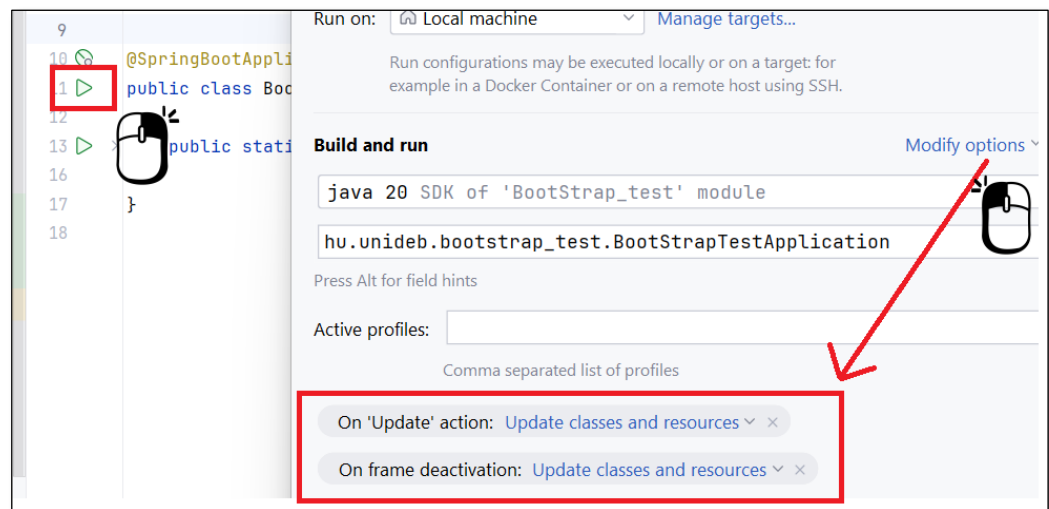 9
10 @SpringBootAppli
11 public class Boo
12
13 public stati
16
17 }
18
Run on: Local machine Manage targets...
Run configurations may be executed locally or on a target: for
example in a Docker Container or on a remote host using SSH.
Build and run Modify options
java 20 SDK of 'BootStrap_test' module
hu.unideb.bootstrap_test.BootStrapTestApplication
Press Alt for field hints
Active profiles:
Comma separated list of profiles
On 'Update' action: Update classes and resources
On frame deactivation: Update classes and resources